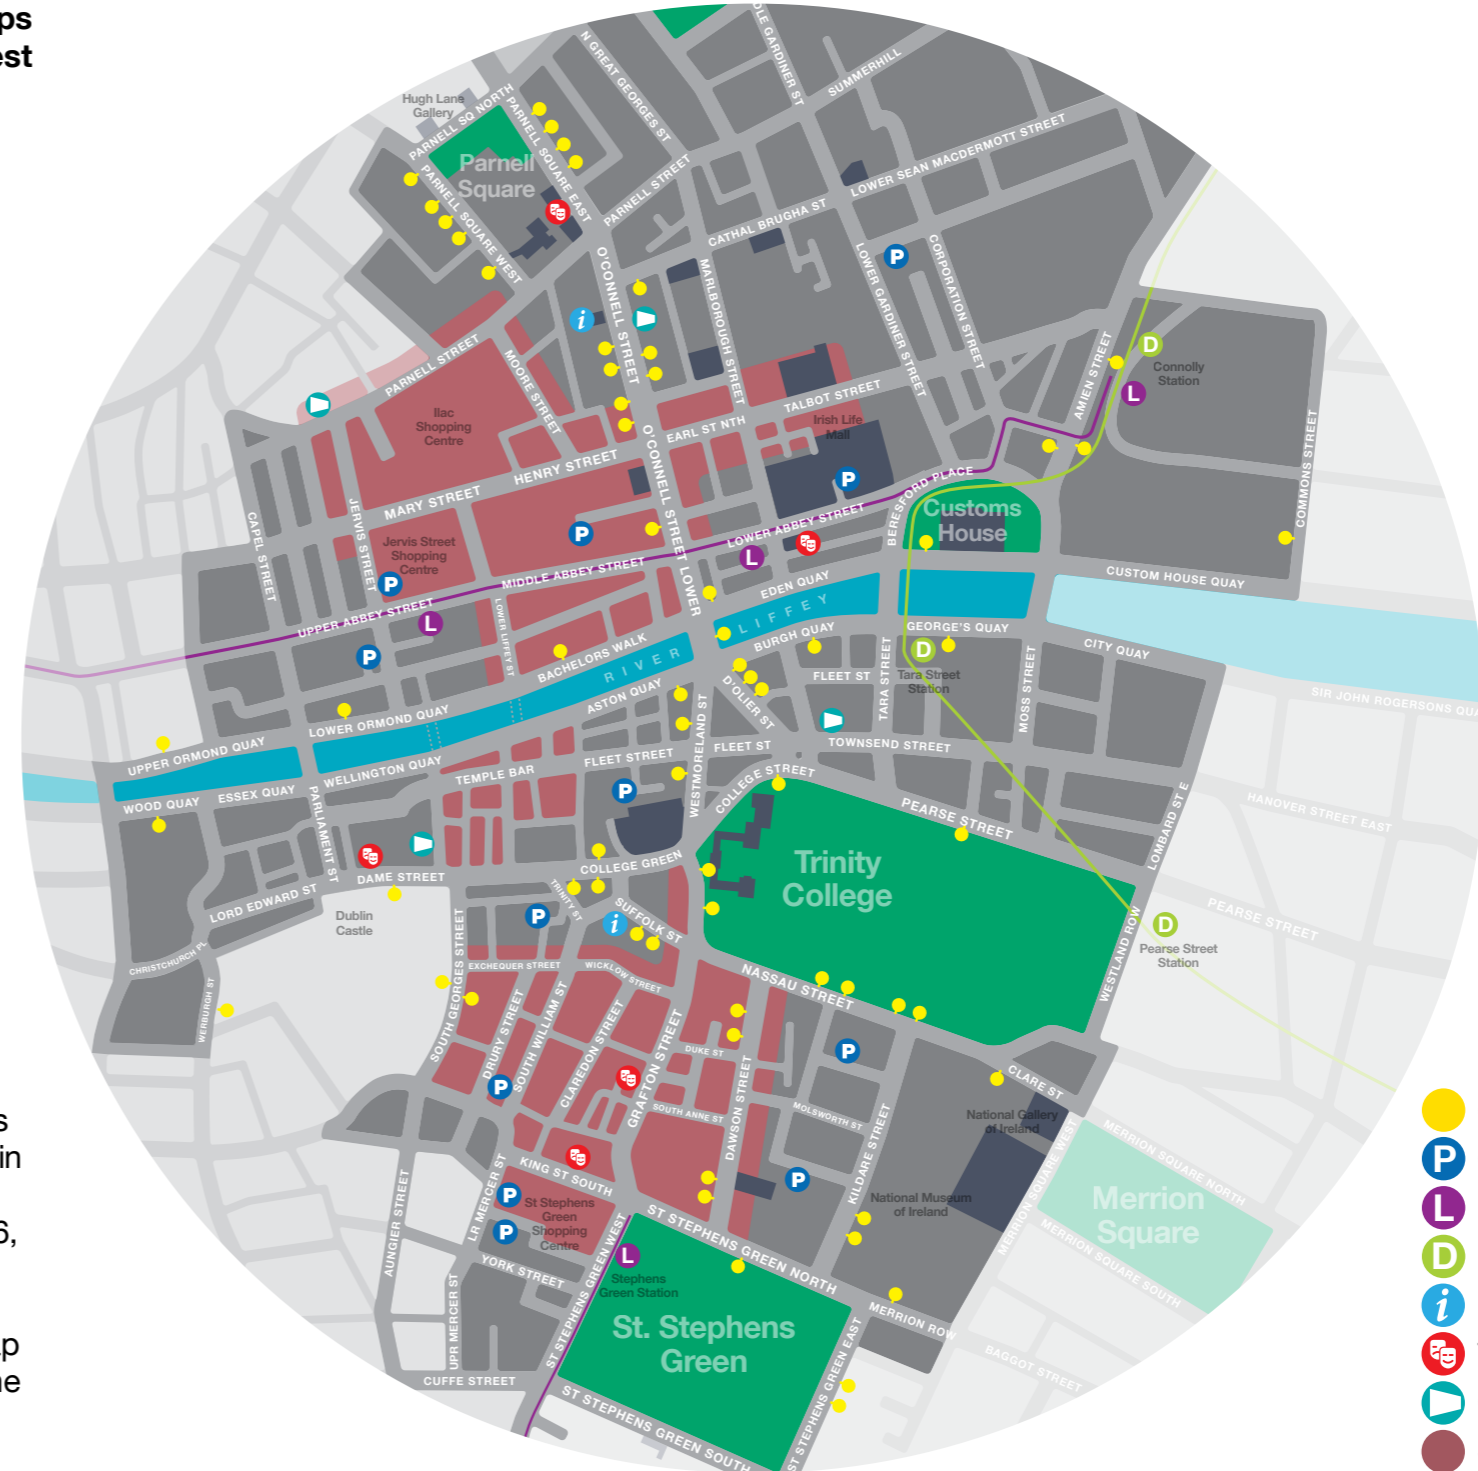 ps
est
N GREAT GEORGES ST
SUMMERHILL
Hugh Lane
Gallery
PARNELL SQ NORTH
PARNELL SQUARE EAST
Parnell
Square
PARNELL SQUARE WEST
PARNELL STREET
LOWER SEAN MACDERMOTT STREET
CATHAL BRUGHA ST
O'CONNELL STREET
MARLBOROUGH STREET
LOWER GARDINER STREET
CORPORATION STREET
P
i
D
Connolly
Station
L
AMIEN STREET
COMMONS STREET
PARNELL STREET
MOORE STREET
Ilac
Shopping
Centre
TALBOT STREET
EARL ST NTH
Irish Life
Mall
P
HENRY STREET
MARY STREET
O'CONNELL STREET LOWER
BERESFORD PLACE
Customs
House
CAPEL STREET
JERVIS STREET
Jervis Street
Shopping
Centre
P
P
LOWER ABBEY STREET
L
MIDDLE ABBEY STREET
UPPER ABBEY STREET
L
P
LOWER LIFFEY ST
EDEN QUAY
CUSTOM HOUSE QUAY
RIVER LIFFEY
BACHELORS WALK
BURGH QUAY
GEORGE'S QUAY
CITY QUAY
D
Tara Street
Station
FLEET ST
TARA STREET
MOSS STREET
SIR JOHN ROGERSONS QUA
ASTON QUAY
D'OLIER ST
LOWER ORMOND QUAY
UPPER ORMOND QUAY
WELLINGTON QUAY
TEMPLE BAR
FLEET STREET
FLEET ST
WESTMORELAND ST
TOWNSEND STREET
WOOD QUAY
ESSEX QUAY
PARLIAMENT ST
P
COLLEGE STREET
PEARSE STREET
LOMBARD ST E
HANOVER STREET EAST
COLLEGE GREEN
DAME STREET
LORD EDWARD ST
Dublin
Castle
TRINITY ST
P
SUFFOLK ST
i
Trinity
College
PEARSE STREET
D
Pearse Street
Station
WESTLAND ROW
CHRISTCHURCH PL
WERBURGH ST
SOUTH GEORGES STREET
EXCHEQUER STREET
WICKLOW STREET
NASSAU STREET
DRURY STREET
SOUTH WILLIAM ST
CLAREDON STREET
GRAFTON STREET
DUKE ST
P
P
SOUTH ANNE ST
DAWSON STREET
MOLSWORTH ST
KILDARE STREET
CLARE ST
National Gallery
of Ireland
National Museum
of Ireland
P
MERRION SQUARE WEST
MERRION SQUARE NORTH
Merrion
Square
MERRION SQUARE SOUTH
KING ST SOUTH
P
St Stephens
Green
Shopping
Centre
P
LR MERCER ST
AUNGIER STREET
YORK STREET
UPR MERCER ST
CUFFE STREET
L
Stephens
Green Station
ST STEPHENS GREEN WEST
ST STEPHENS GREEN NORTH
St. Stephens
Green
ST STEPHENS GREEN EAST
ST STEPHENS GREEN SOUTH
MERRION ROW
BAGGOT STREET
s
in
6,
p
ne
P
L
D
i